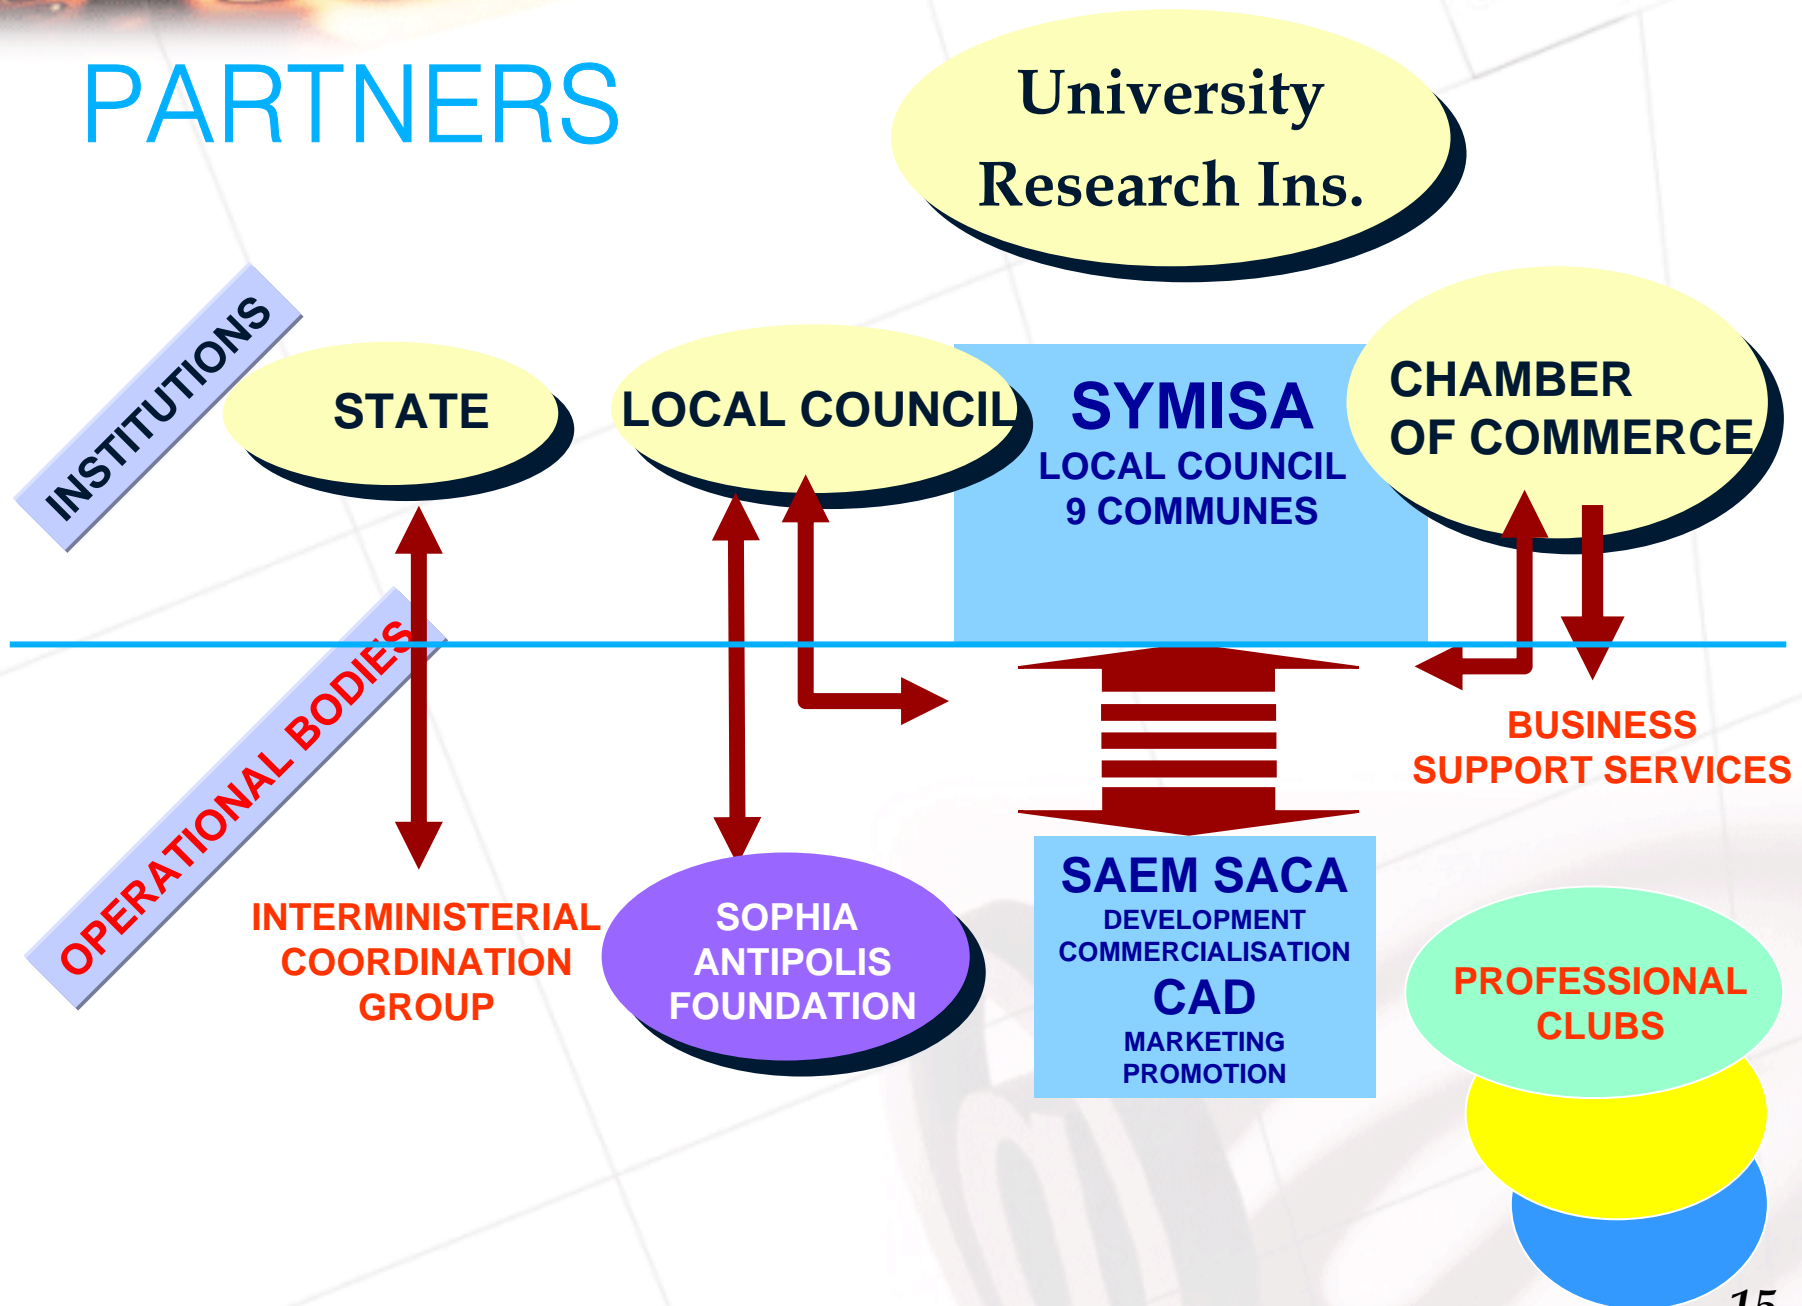 PARTNERS
University
Research Ins.
INSTITUTIONS
STATE
LOCAL COUNCIL
SYMISA
LOCAL COUNCIL
9 COMMUNES
CHAMBER
OF COMMERCE
OPERATIONAL BODIES
BUSINESS
SUPPORT SERVICES
INTERMINISTERIAL
COORDINATION
GROUP
SOPHIA
ANTIPOLIS
FOUNDATION
SAEM SACA
DEVELOPMENT
COMMERCIALISATION
CAD
MARKETING
PROMOTION
PROFESSIONAL
CLUBS
15